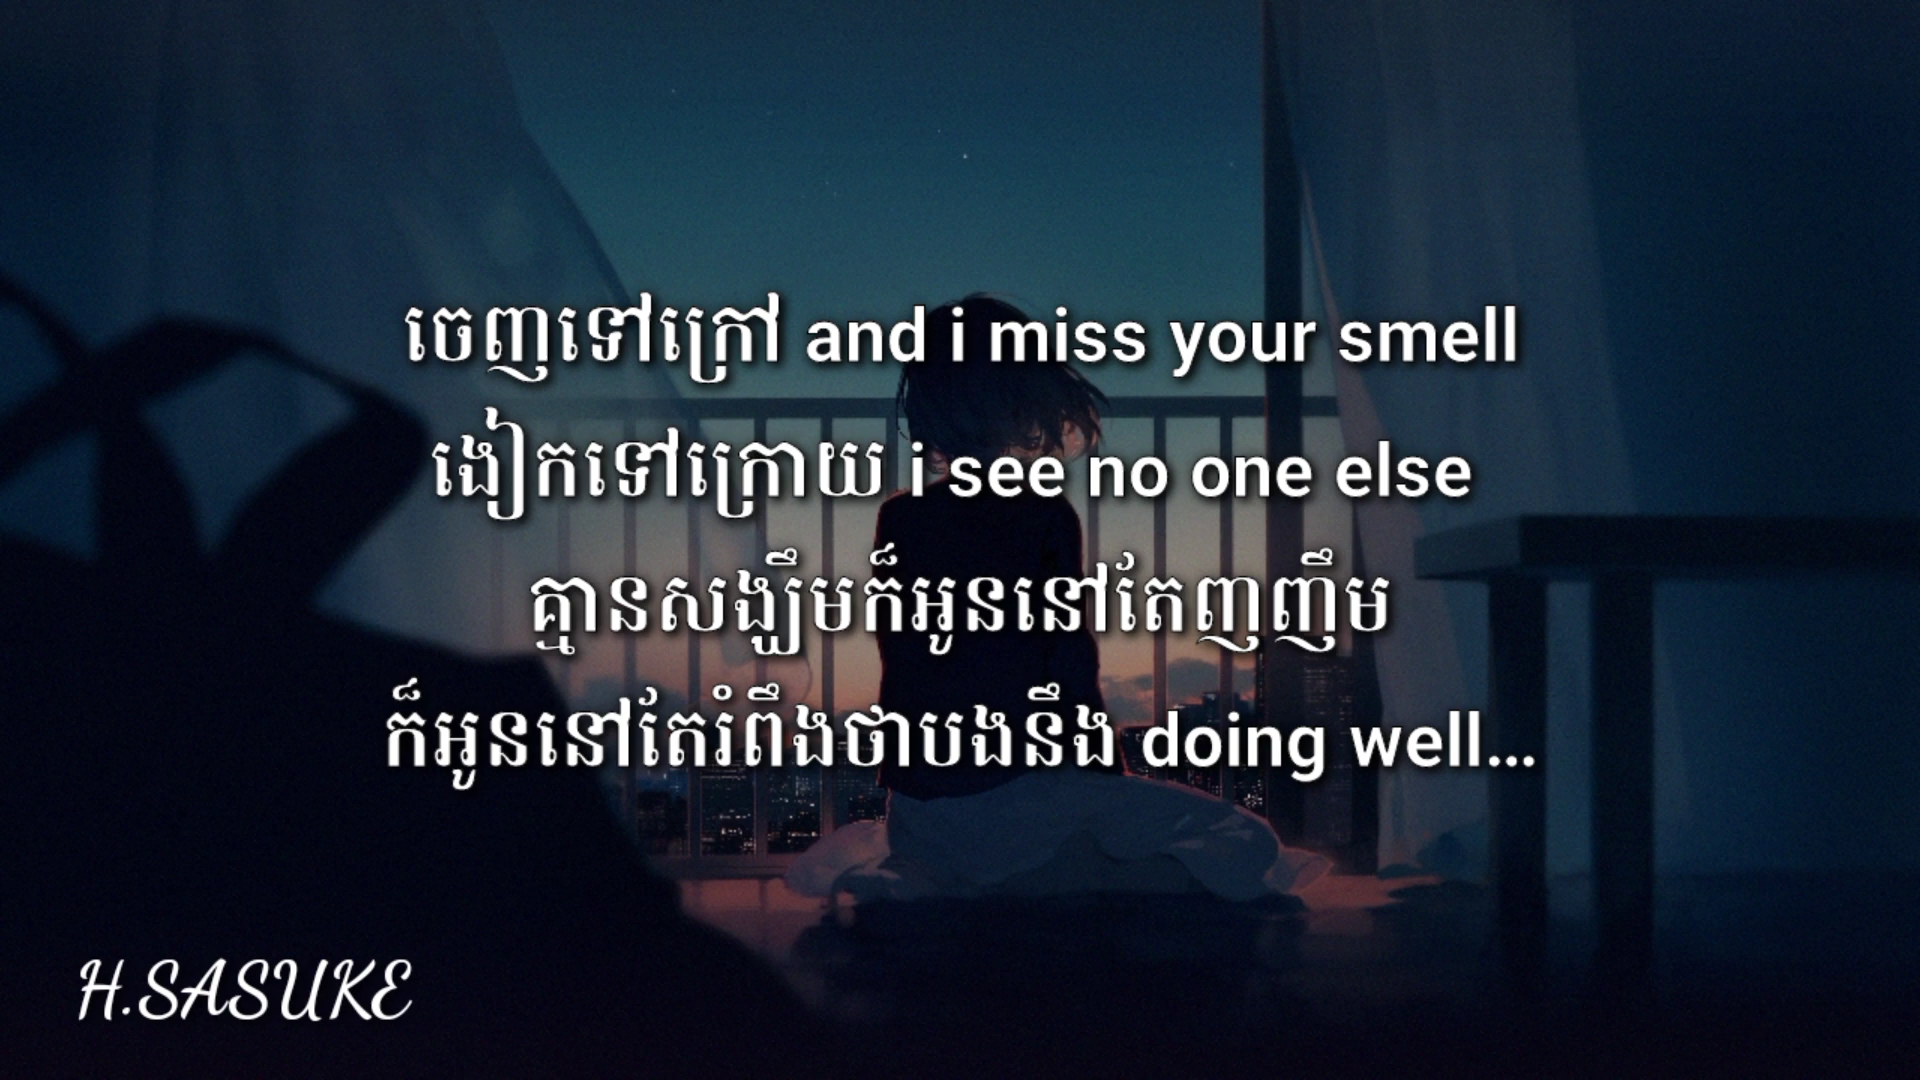 ចេញទៅក្រៅ and i miss your smell
ងៀកទៅក្រោយ i see no one else
គ្មានសង្ឃឹមក៏អូននៅតែញញឹម
ក៏អូននៅតែរំពឹងថាបងនឹង doing well...
H.SASUKE